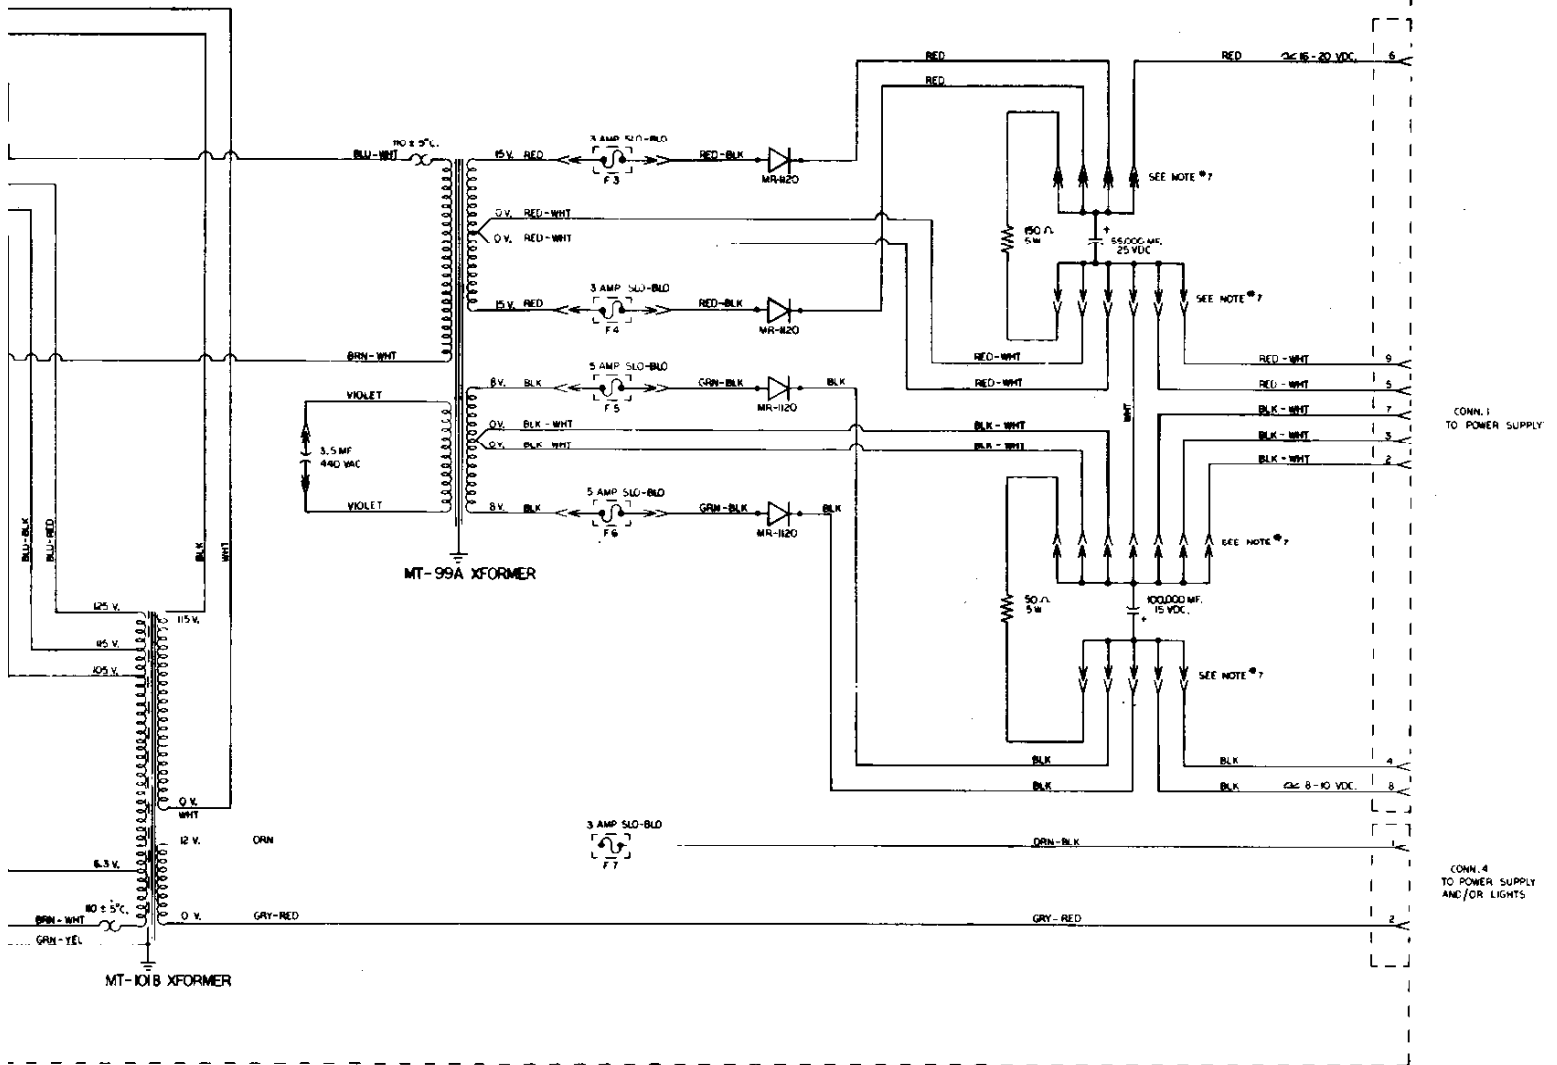 RED
≃ 16-20 VDC.
6
RED
110 ± 5°C.
BLU-WHT
15 V. RED
3 AMP SLO-BLO
F3
RED-BLK
MR-1120
SEE NOTE #7
0 V. RED-WHT
0 V. RED-WHT
150 Ω
5W
+
55,000 MF.
25 VDC
3 AMP SLO-BLO
15 V. RED
F4
RED-BLK
MR-1120
SEE NOTE #7
BRN-WHT
RED-WHT
RED-WHT
9
5 AMP SLO-BLO
8 V. BLK
F5
GRN-BLK
MR-1120
BLK
RED-WHT
RED-WHT
5
VIOLET
WHT
BLK-WHT
7
CONN. 1
TO POWER SUPPLY
0V. BLK-WHT
0V. BLK WHT
BLK-WHT
BLK-WHT
BLK-WHT
3
BLK-WHT
2
3.5 MF
440 VAC
VIOLET
5 AMP SLO-BLO
8 V. BLK
F6
GRN-BLK
MR-1120
BLK
SEE NOTE #7
MT-99A XFORMER
BLU-BLK
BLU-RED
BLK
WHT
50 Ω
5W
100,000 MF.
15 VDC.
+
125 V.
115 V.
115 V.
105 V.
SEE NOTE #7
BLK
BLK
4
BLK
BLK
≃ 8-10 VDC.
8
0 V.
WHT
12 V.
ORN
3 AMP SLO-BLO
F7
ORN-BLK
1
6.3 V.
CONN. 4
TO POWER SUPPLY
AND/OR LIGHTS
110 ± 5°C.
BRN-WHT
0 V.
GRY-RED
GRY-RED
2
GRN-YEL
MT-101B XFORMER